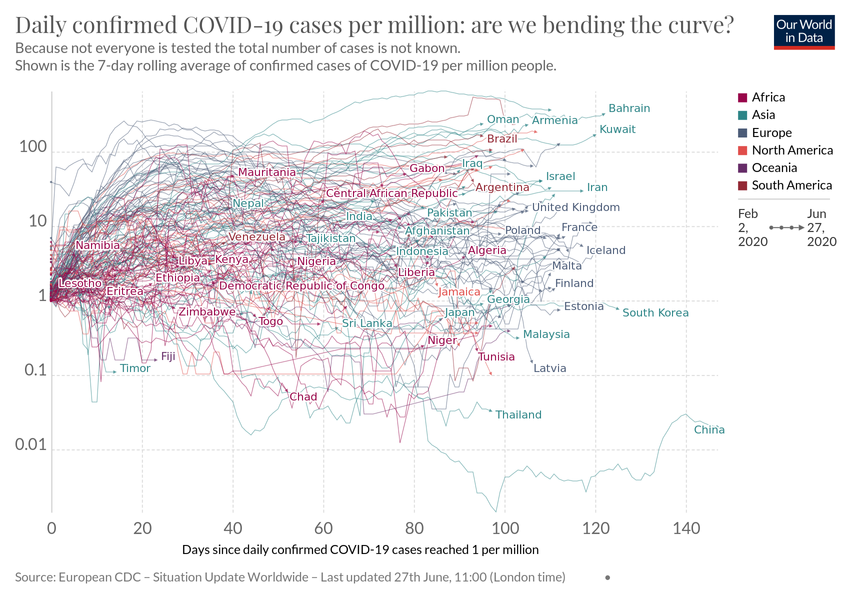 Daily confirmed COVID-19 cases per million: are we bending the curve?
Our World
in Data
Because not everyone is tested the total number of cases is not known.
Shown is the 7-day rolling average of confirmed cases of COVID-19 per million people.
Africa
Asia
Europe
North America
Oceania
South America
Feb
2,
2020
Jun
27,
2020
100
10
1
0.1
0.01
Bahrain
Oman
Armenia
Kuwait
Brazil
Iraq
Gabon
Mauritania
Israel
Argentina
Iran
Central African Republic
Nepal
United Kingdom
Pakistan
India
France
Poland
Afghanistan
Venezuela
Tajikistan
Namibia
Iceland
Algeria
Indonesia
Libya
Kenya
Nigeria
Malta
Liberia
Ethiopia
Lesotho
Finland
Democratic Republic of Congo
Eritrea
Jamaica
Georgia
Estonia
Zimbabwe
Japan
South Korea
Togo
Sri Lanka
Malaysia
Niger
Fiji
Tunisia
Timor
Latvia
Chad
Thailand
China
0
20
40
60
80
100
120
140
Days since daily confirmed COVID-19 cases reached 1 per million
Source: European CDC – Situation Update Worldwide – Last updated 27th June, 11:00 (London time)